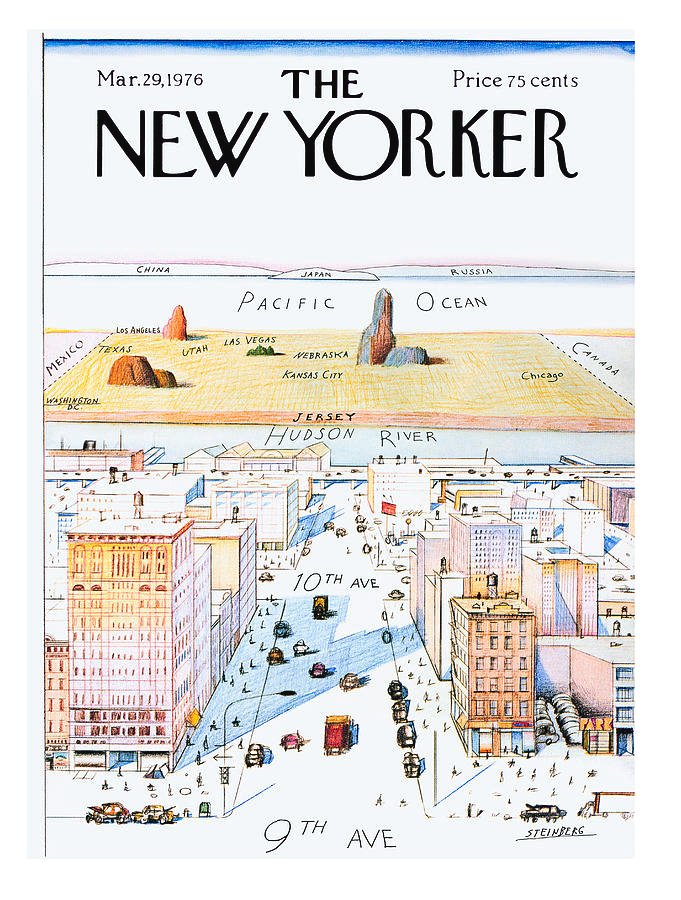 Mar.29,1976 THE Price 75 cents
NEW YORKER
CHINA JAPAN RUSSIA
PACIFIC OCEAN
LOS ANGELES
MEXICO TEXAS UTAH LAS VEGAS NEBRASKA CANADA
KANSAS CITY Chicago
WASHINGTON
D.C.
JERSEY
HUDSON RIVER
10TH AVE
PARK
9TH AVE
STEINBERG